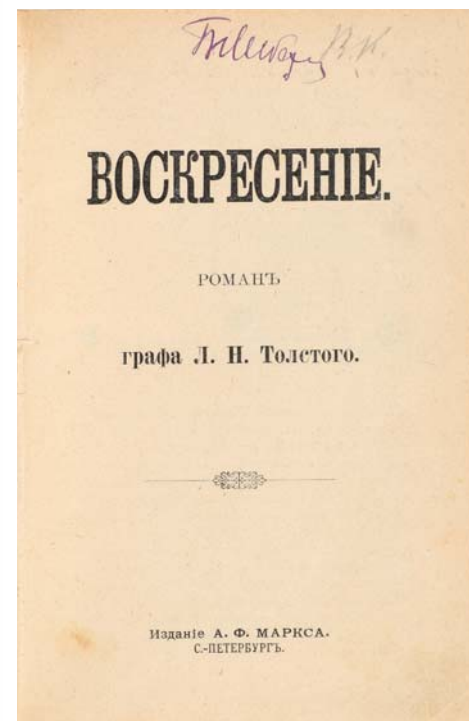 В. К.
ВОСКРЕСЕНІЕ.
РОМАНЪ
графа Л. Н. Толстого.
Изданіе А. Ф. МАРКСА.
С.-ПЕТЕРБУРГЪ.